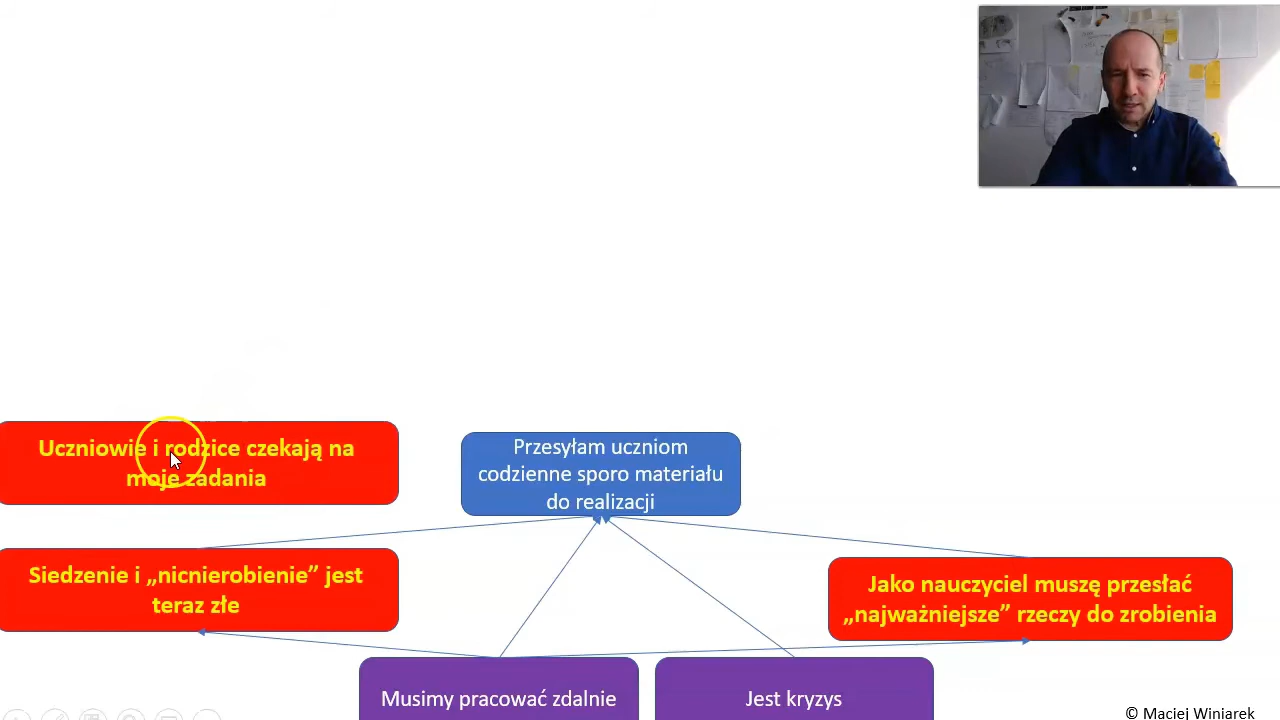 Uczniowie i rodzice czekają na
moje zadania
Przesyłam uczniom
codzienne sporo materiału
do realizacji
Siedzenie i „nicnierobienie” jest
teraz złe
Jako nauczyciel muszę przesłać
„najważniejsze” rzeczy do zrobienia
Musimy pracować zdalnie
Jest kryzys
© Maciej Winiarek